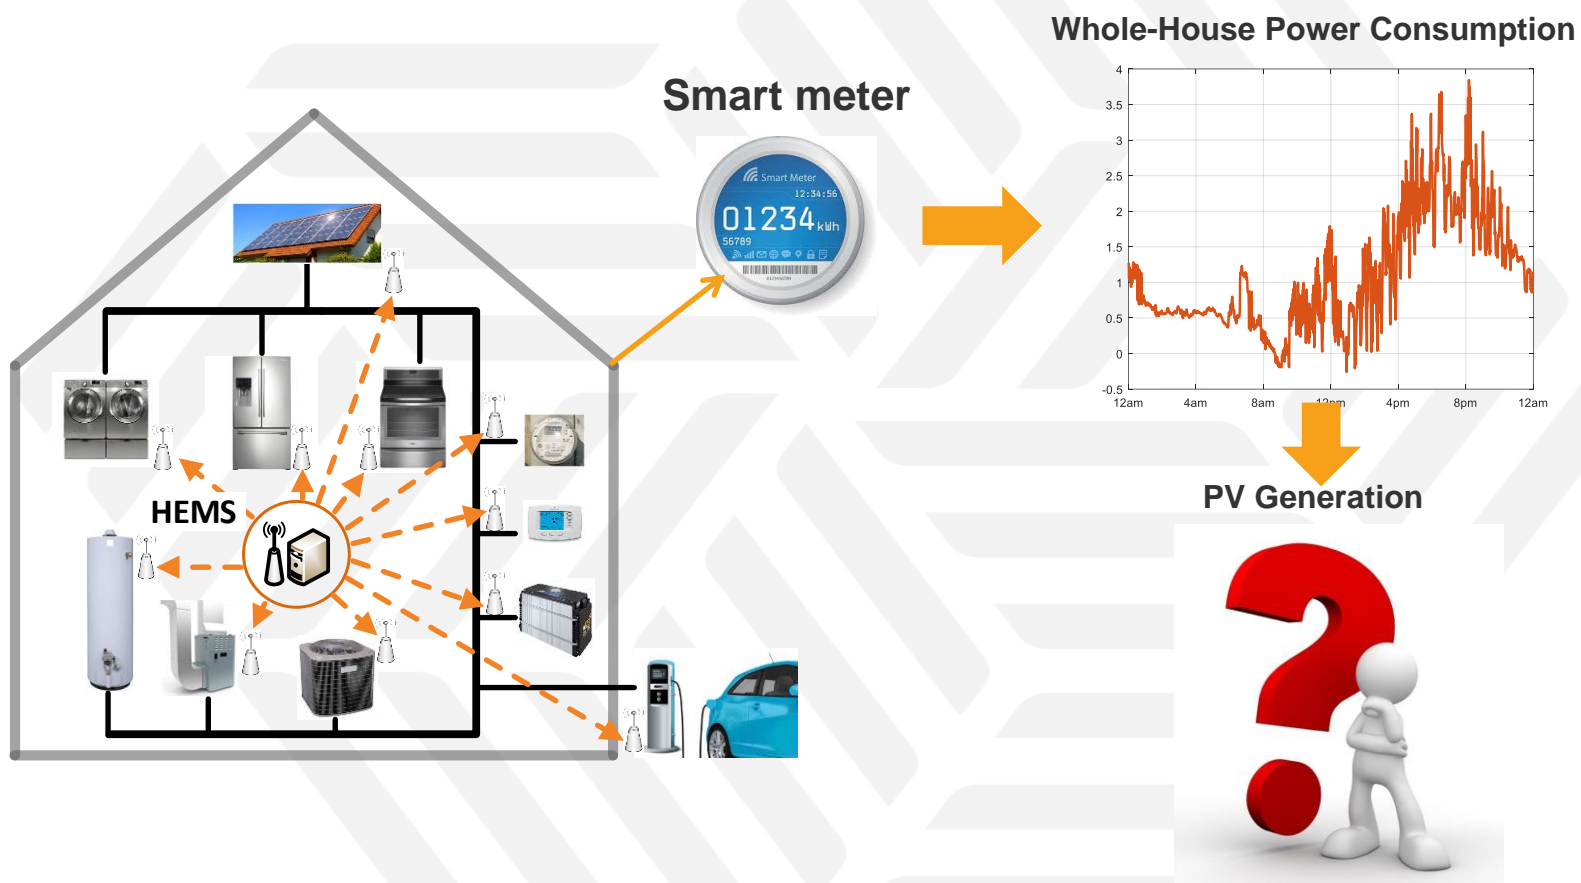 Whole-House Power Consumption
Smart meter
4
3.5
3
2.5
2
1.5
1
0.5
0
-0.5
12am
4am
8am
12pm
4pm
8pm
12am
Smart Meter
12:34:56
01234 kWh
56789
0123456789
HEMS
PV Generation